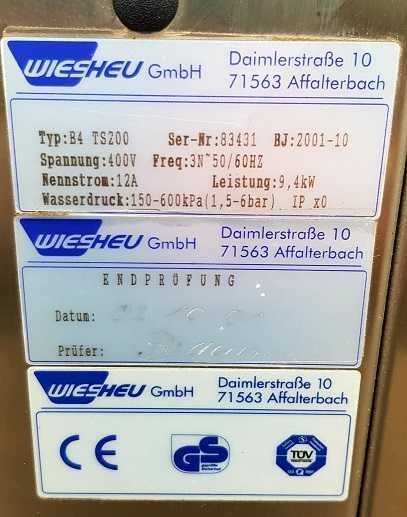 WIESHEU GmbH
Daimlerstraße 10
71563 Affalterbach
Typ:B4 TS200 Ser-Nr:83431 BJ:2001-10
Spannung:400V Freq:3N~50/60HZ
Nennstrom:12A Leistung:9,4kW
Wasserdruck:150-600kPa(1,5-6bar) IP x0
WIESHEU GmbH
Daimlerstraße 10
71563 Affalterbach
ENDPRÜFUNG
Datum:
Prüfer:
WIESHEU GmbH
Daimlerstraße 10
71563 Affalterbach
CE
GS
geprüfte
Sicherheit
TÜV